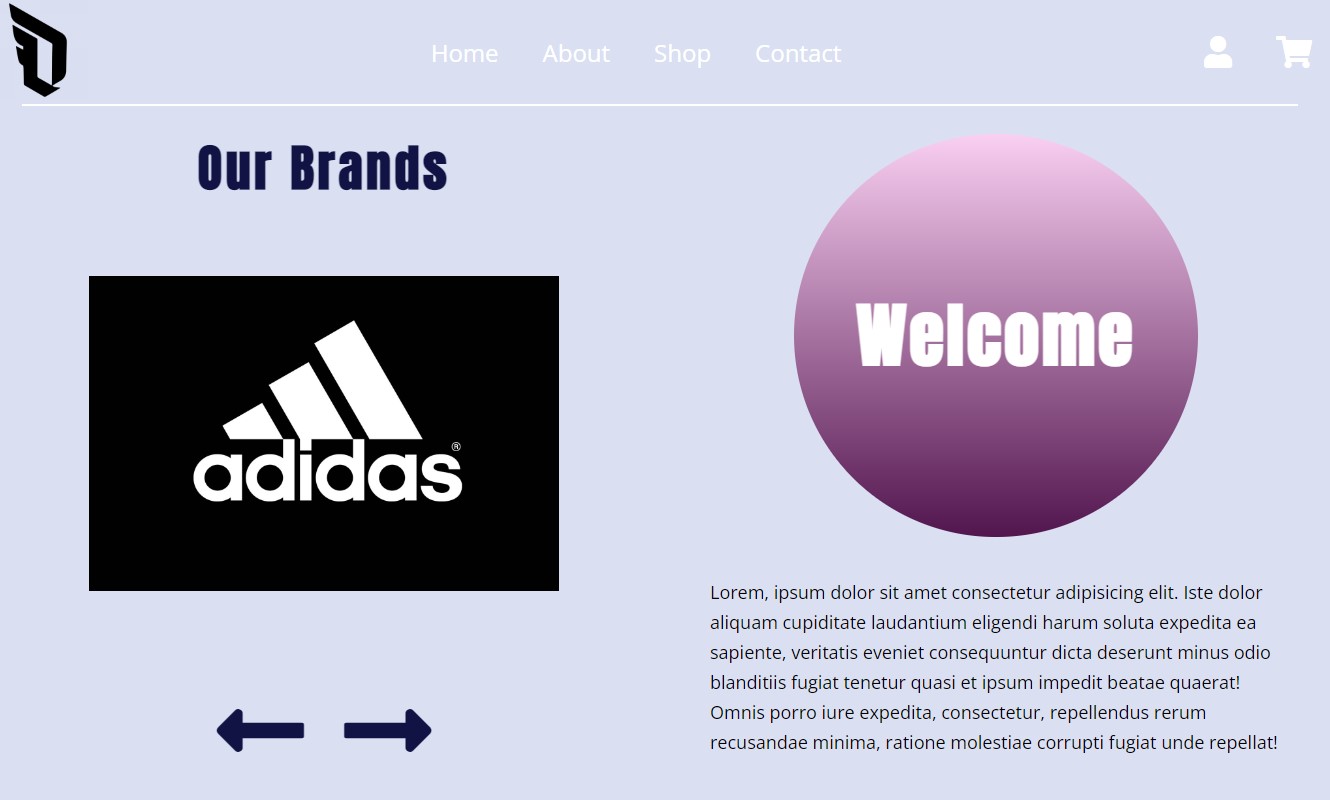 Home About Shop Contact
Our Brands
adidas®
Welcome
Lorem, ipsum dolor sit amet consectetur adipisicing elit. Iste dolor
aliquam cupiditate laudantium eligendi harum soluta expedita ea
sapiente, veritatis eveniet consequuntur dicta deserunt minus odio
blanditiis fugiat tenetur quasi et ipsum impedit beatae quaerat!
Omnis porro iure expedita, consectetur, repellendus rerum
recusandae minima, ratione molestiae corrupti fugiat unde repellat!